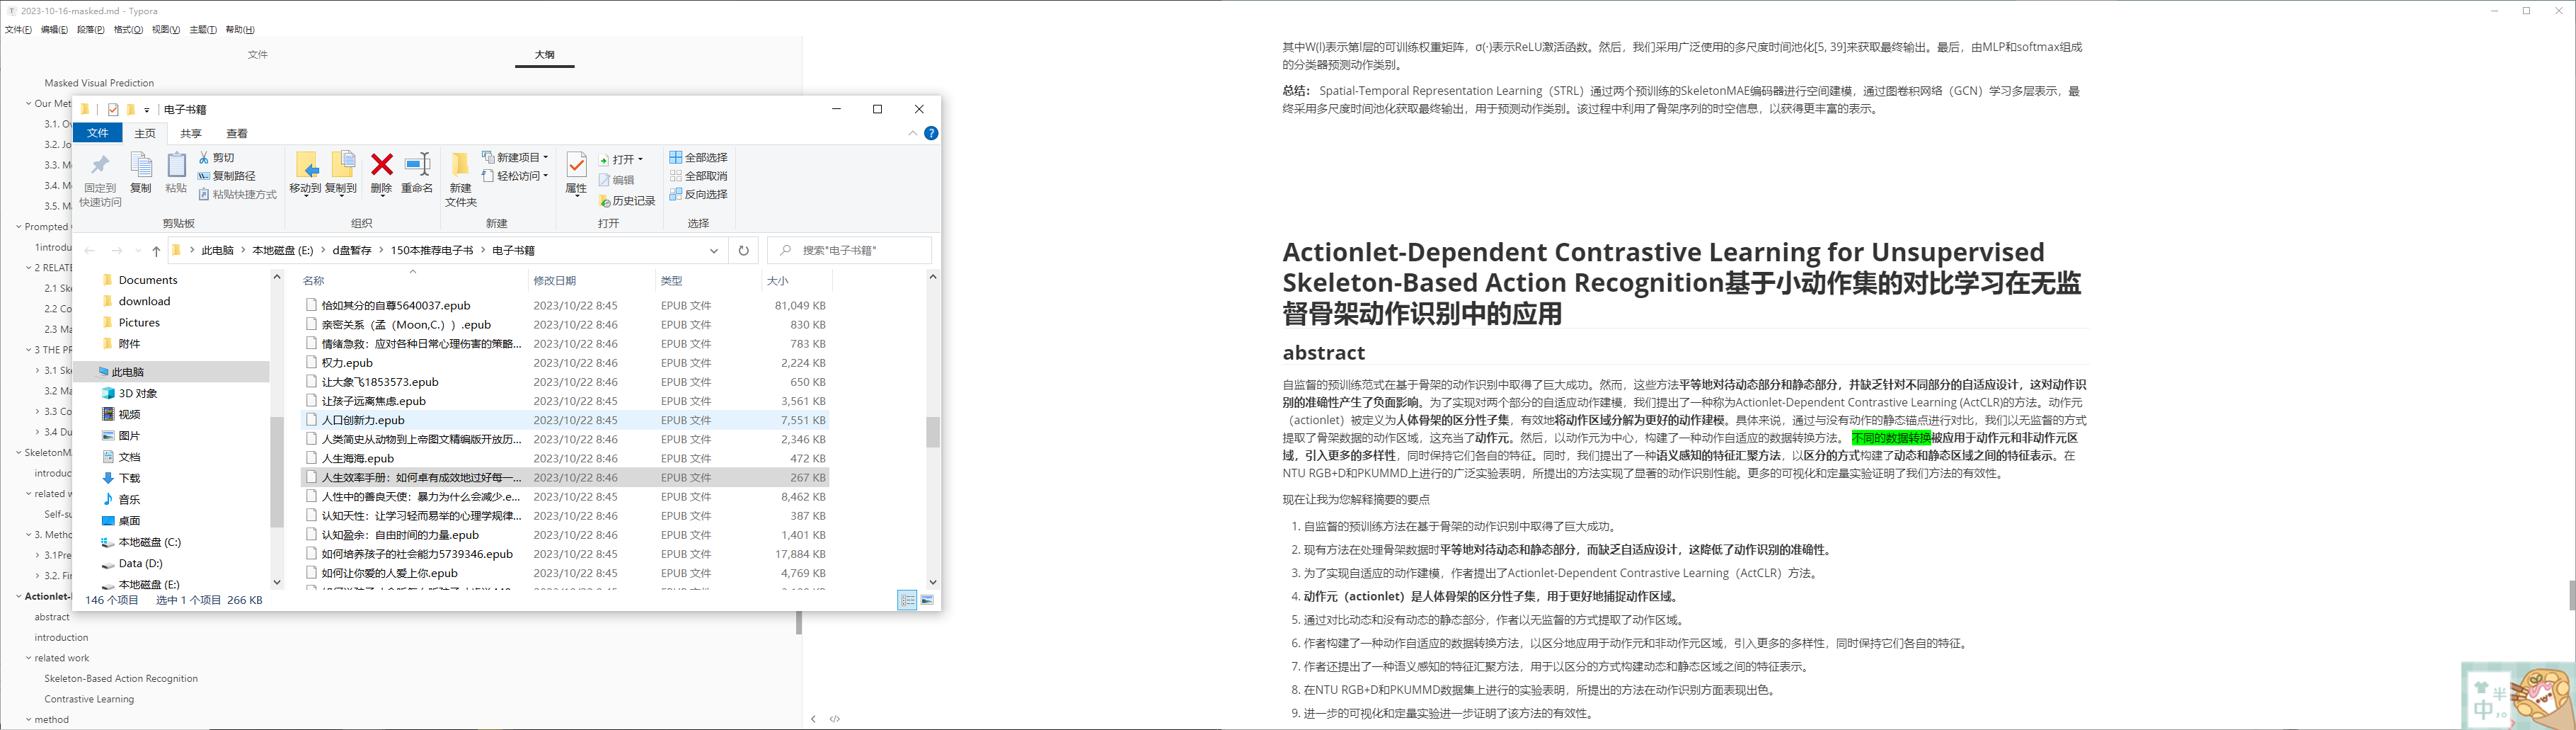 2023-10-16-masked.md - Typora
文件(F) 编辑(E) 段落(P) 格式(O) 视图(V) 主题(T) 帮助(H)
文件 大纲
Masked Visual Prediction
Our Met
3.1. Ov
3.2. Jo
3.3. M
3.4. M
3.5. M
Prompted
1introdu
2 RELATE
2.1 Ske
2.2 Co
2.3 Ma
3 THE PR
3.1 Ske
3.2 Ma
3.3 Co
3.4 Du
SkeletonM
introduc
related w
Self-su
3. Metho
3.1Pre
3.2. Fir
Actionlet-
abstract
introduction
related work
Skeleton-Based Action Recognition
Contrastive Learning
method
电子书籍
文件 主页 共享 查看
固定到快速访问
复制
粘贴
剪切
复制路径
粘贴快捷方式
剪贴板
移动到
复制到
删除
重命名
组织
新建文件夹
新建项目
轻松访问
新建
属性
打开
编辑
历史记录
打开
全部选择
全部取消
反向选择
选择
此电脑 本地磁盘 (E:) d盘暂存 150本推荐电子书 电子书籍
搜索"电子书籍"
Documents
download
Pictures
附件
此电脑
3D 对象
视频
图片
文档
下载
音乐
桌面
本地磁盘 (C:)
Data (D:)
本地磁盘 (E:)
名称 修改日期 类型 大小
恰如其分的自尊5640037.epub 2023/10/22 8:45 EPUB 文件 81,049 KB
亲密关系（孟（Moon,C.））.epub 2023/10/22 8:46 EPUB 文件 830 KB
情绪急救：应对各种日常心理伤害的策略... 2023/10/22 8:46 EPUB 文件 783 KB
权力.epub 2023/10/22 8:46 EPUB 文件 2,224 KB
让大象飞1853573.epub 2023/10/22 8:46 EPUB 文件 650 KB
让孩子远离焦虑.epub 2023/10/22 8:45 EPUB 文件 3,561 KB
人口创新力.epub 2023/10/22 8:45 EPUB 文件 7,551 KB
人类简史从动物到上帝图文精编版开放历... 2023/10/22 8:46 EPUB 文件 2,346 KB
人生海海.epub 2023/10/22 8:46 EPUB 文件 472 KB
人生效率手册：如何卓有成效地过好每一... 2023/10/22 8:46 EPUB 文件 267 KB
人性中的善良天使：暴力为什么会减少.e... 2023/10/22 8:45 EPUB 文件 8,462 KB
认知天性：让学习轻而易举的心理学规律... 2023/10/22 8:46 EPUB 文件 387 KB
认知盈余：自由时间的力量.epub 2023/10/22 8:46 EPUB 文件 1,401 KB
如何培养孩子的社会能力5739346.epub 2023/10/22 8:45 EPUB 文件 17,884 KB
如何让你爱的人爱上你.epub 2023/10/22 8:45 EPUB 文件 4,769 KB
146 个项目 选中 1 个项目 266 KB
其中W(l)表示第l层的可训练权重矩阵，σ(·)表示ReLU激活函数。然后，我们采用广泛使用的多尺度时间池化[5, 39]来获取最终输出。最后，由MLP和softmax组成
的分类器预测动作类别。
总结： Spatial-Temporal Representation Learning（STRL）通过两个预训练的SkeletonMAE编码器进行空间建模，通过图卷积网络（GCN）学习多层表示，最
终采用多尺度时间池化获取最终输出，用于预测动作类别。该过程中利用了骨架序列的时空信息，以获得更丰富的表示。
Actionlet-Dependent Contrastive Learning for Unsupervised
Skeleton-Based Action Recognition基于小动作集的对比学习在无监
督骨架动作识别中的应用
abstract
自监督的预训练范式在基于骨架的动作识别中取得了巨大成功。然而，这些方法平等地对待动态部分和静态部分，并缺乏针对不同部分的自适应设计，这对动作识
别的准确性产生了负面影响。为了实现对两个部分的自适应动作建模，我们提出了一种称为Actionlet-Dependent Contrastive Learning (ActCLR)的方法。动作元
（actionlet）被定义为人体骨架的区分性子集，有效地将动作区域分解为更好的动作建模。具体来说，通过与没有动作的静态锚点进行对比，我们以无监督的方式
提取了骨架数据的动作区域，这充当了动作元。然后，以动作元为中心，构建了一种动作自适应的数据转换方法。 不同的数据转换被应用于动作元和非动作元区
域，引入更多的多样性，同时保持它们各自的特征。同时，我们提出了一种语义感知的特征汇聚方法，以区分的方式构建了动态和静态区域之间的特征表示。在
NTU RGB+D和PKUMMD上进行的广泛实验表明，所提出的方法实现了显著的动作识别性能。更多的可视化和定量实验证明了我们方法的有效性。
现在让我为您解释摘要的要点
1. 自监督的预训练方法在基于骨架的动作识别中取得了巨大成功。
2. 现有方法在处理骨架数据时平等地对待动态和静态部分，而缺乏自适应设计，这降低了动作识别的准确性。
3. 为了实现自适应的动作建模，作者提出了Actionlet-Dependent Contrastive Learning（ActCLR）方法。
4. 动作元（actionlet）是人体骨架的区分性子集，用于更好地捕捉动作区域。
5. 通过对比动态和没有动态的静态部分，作者以无监督的方式提取了动作区域。
6. 作者构建了一种动作自适应的数据转换方法，以区分地应用于动作元和非动作元区域，引入更多的多样性，同时保持它们各自的特征。
7. 作者还提出了一种语义感知的特征汇聚方法，用于以区分的方式构建动态和静态区域之间的特征表示。
8. 在NTU RGB+D和PKUMMD数据集上进行的实验表明，所提出的方法在动作识别方面表现出色。
9. 进一步的可视化和定量实验进一步证明了该方法的有效性。
半
中